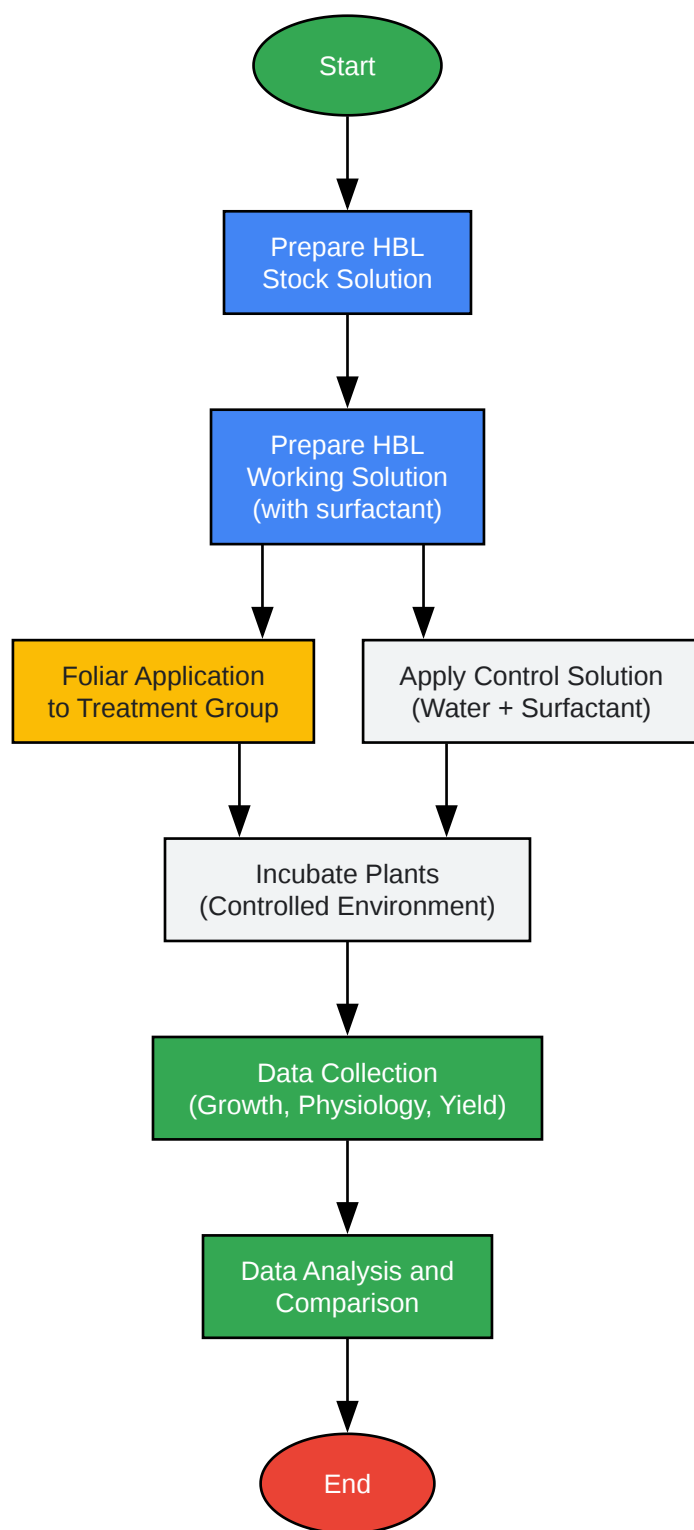 Start
Prepare HBL
Stock Solution
Prepare HBL
Working Solution
(with surfactant)
Foliar Application
to Treatment Group
Apply Control Solution
(Water + Surfactant)
Incubate Plants
(Controlled Environment)
Data Collection
(Growth, Physiology, Yield)
Data Analysis and
Comparison
End